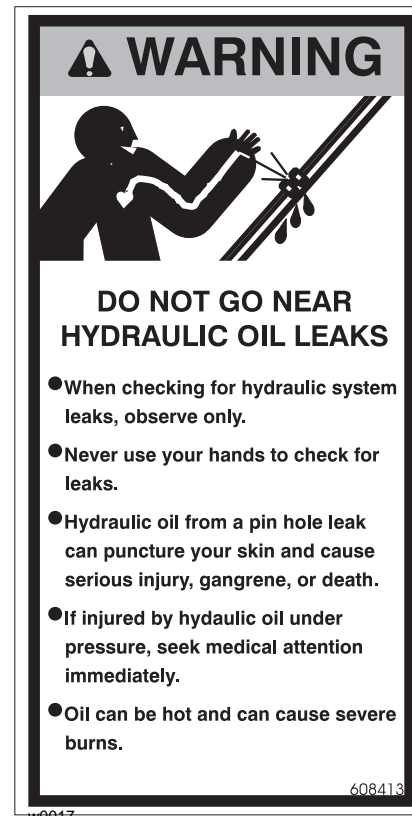 WARNING
DO NOT GO NEAR
HYDRAULIC OIL LEAKS
●When checking for hydraulic system
leaks, observe only.
●Never use your hands to check for
leaks.
●Hydraulic oil from a pin hole leak
can puncture your skin and cause
serious injury, gangrene, or death.
●If injured by hydaulic oil under
pressure, seek medical attention
immediately.
●Oil can be hot and can cause severe
burns.
608413
w0017